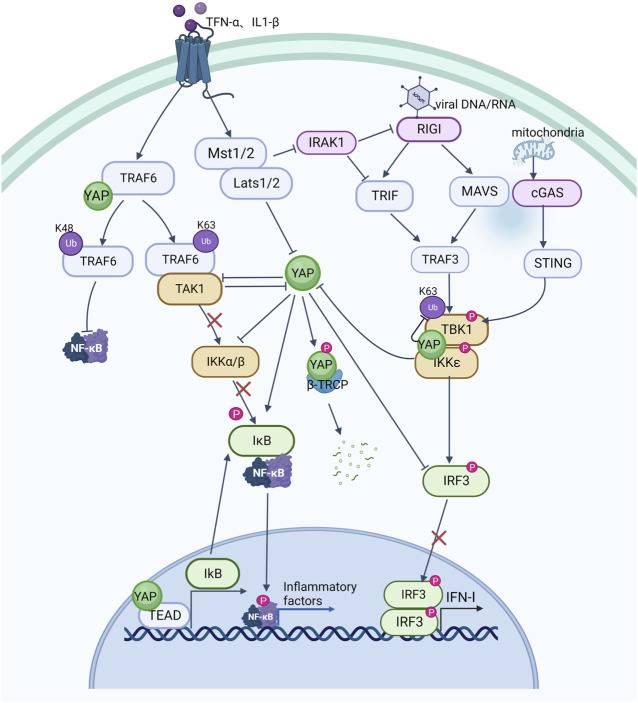 TFN-α、IL1-β
viral DNA/RNA
RIGI
IRAK1
mitochondria
Mst1/2
Lats1/2
TRAF6
YAP
TRIF
MAVS
cGAS
K48
Ub
TRAF6
K63
Ub
TRAF6
TAK1
YAP
TRAF3
STING
K63
Ub
P
TBK1
YAP
P
IKKε
NF-κB
IKKα/β
P
YAP
β-TRCP
P
IκB
NF-κB
P
IRF3
IkB
YAP
TEAD
P
NF-κB
Inflammatory
factors
P
IRF3
P
IRF3
IFN-I